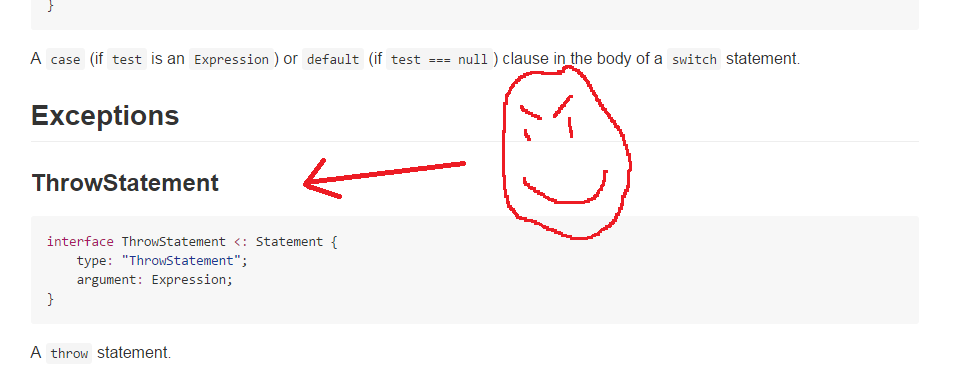 }
A case (if test is an Expression ) or default (if test === null ) clause in the body of a switch statement.
Exceptions
ThrowStatement
interface ThrowStatement <: Statement {
    type: "ThrowStatement";
    argument: Expression;
}
A throw statement.